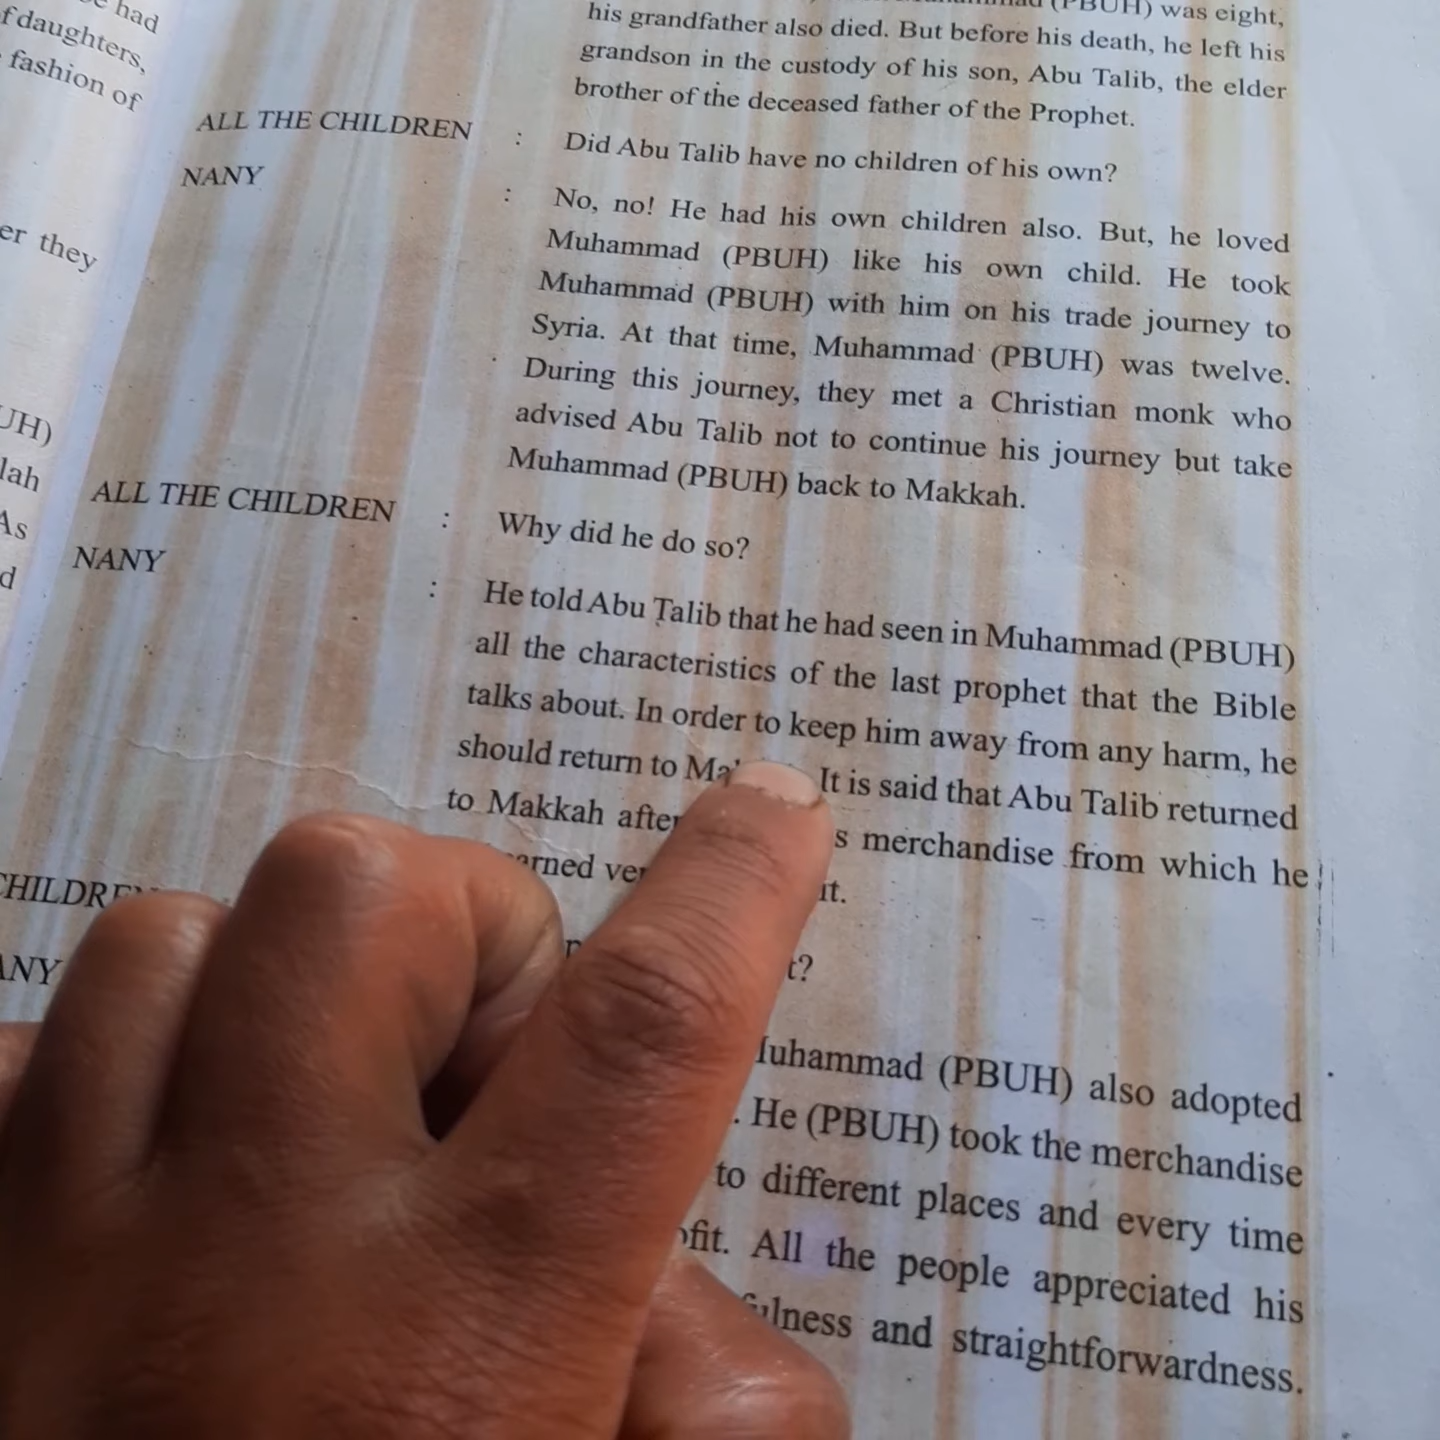 had
daughters,
fashion of
er they
UH)
lah
As
d
(PBUH) was eight,
his grandfather also died. But before his death, he left his
grandson in the custody of his son, Abu Talib, the elder
brother of the deceased father of the Prophet.
ALL THE CHILDREN : Did Abu Talib have no children of his own?
NANY : No, no! He had his own children also. But, he loved
Muhammad (PBUH) like his own child. He took
Muhammad (PBUH) with him on his trade journey to
Syria. At that time, Muhammad (PBUH) was twelve.
During this journey, they met a Christian monk who
advised Abu Talib not to continue his journey but take
Muhammad (PBUH) back to Makkah.
ALL THE CHILDREN : Why did he do so?
NANY : He told Abu Talib that he had seen in Muhammad (PBUH)
all the characteristics of the last prophet that the Bible
talks about. In order to keep him away from any harm, he
should return to It is said that Abu Talib returned
to Makkah after merchandise from which he
earned
CHILDREN
NANY
Muhammad (PBUH) also adopted
. He (PBUH) took the merchandise
to different places and every time
All the people appreciated his
and straightforwardness.